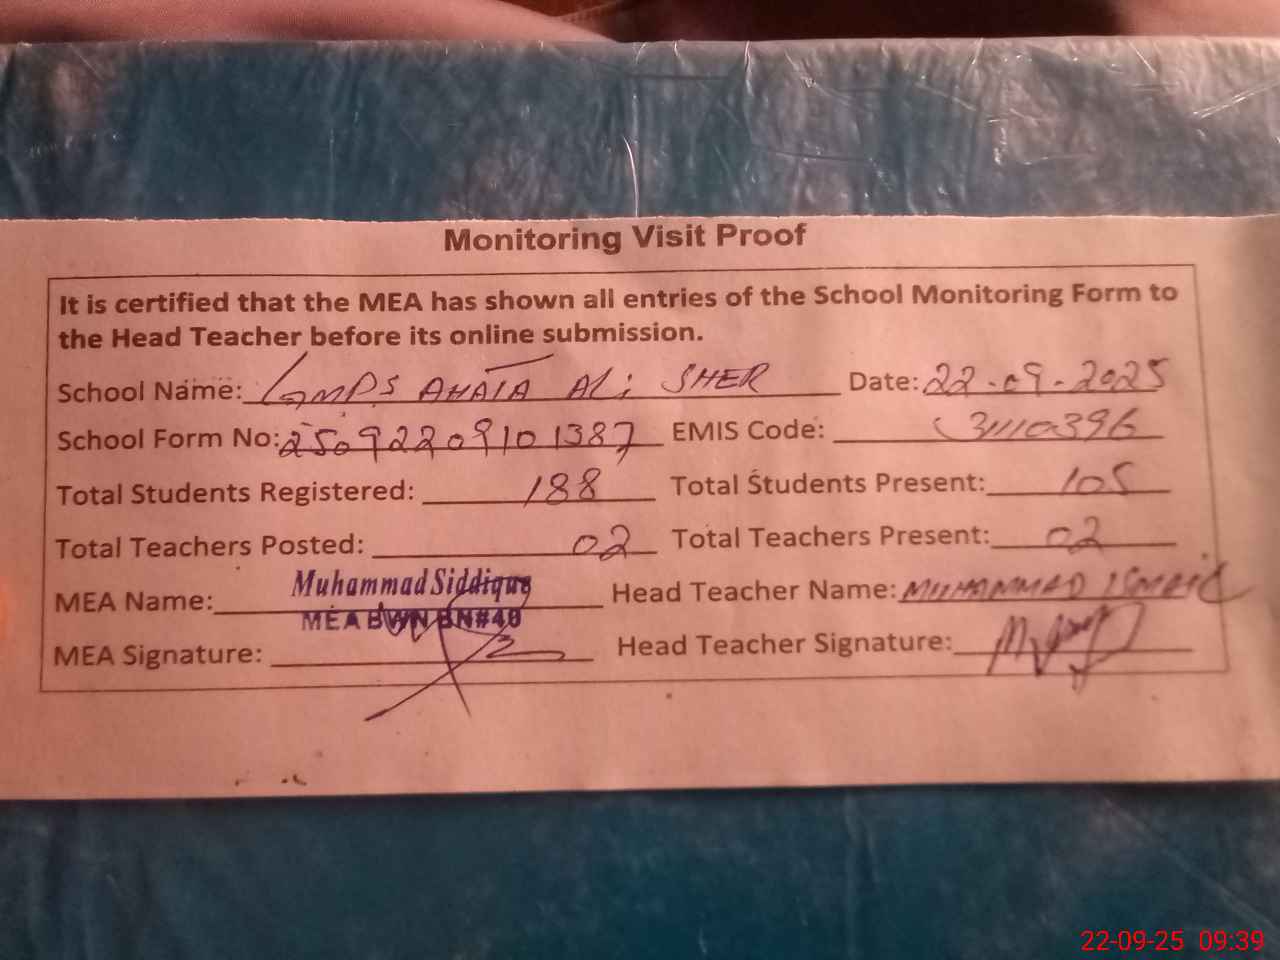 Monitoring Visit Proof
It is certified that the MEA has shown all entries of the School Monitoring Form to
the Head Teacher before its online submission.
School Name: GMPS AHATA ALi SHER Date: 22-09-2025
School Form No: 2509220910 1387 EMIS Code: 31110396
Total Students Registered: 188 Total Students Present: 105
Total Teachers Posted: 02 Total Teachers Present: 02
MEA Name: Muhammad Siddique Head Teacher Name: MUHAMMAD ISMAIL
MEA BWN BN#40
MEA Signature: Head Teacher Signature:
22-09-25 09:39